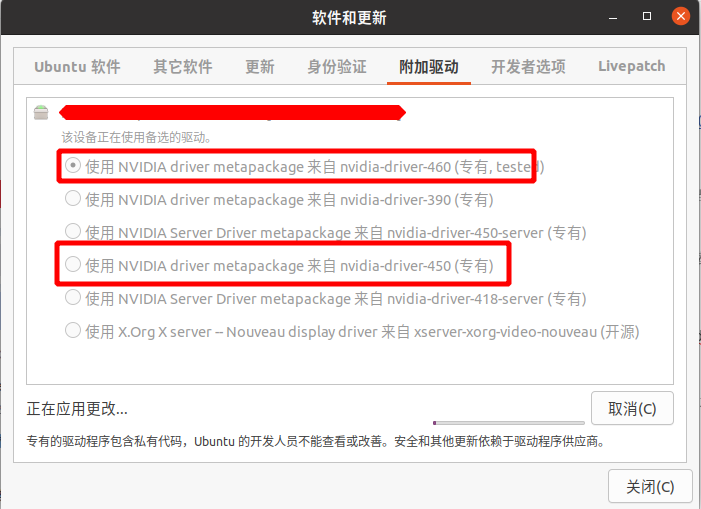 软件和更新
Ubuntu 软件 其它软件 更新 身份验证 附加驱动 开发者选项 Livepatch
该设备正在使用备选的驱动。
使用 NVIDIA driver metapackage 来自 nvidia-driver-460 (专有, tested)
使用 NVIDIA driver metapackage 来自 nvidia-driver-390 (专有)
使用 NVIDIA Server Driver metapackage 来自 nvidia-driver-450-server (专有)
使用 NVIDIA driver metapackage 来自 nvidia-driver-450 (专有)
使用 NVIDIA Server Driver metapackage 来自 nvidia-driver-418-server (专有)
使用 X.Org X server -- Nouveau display driver 来自 xserver-xorg-video-nouveau (开源)
正在应用更改... 取消(C)
专有的驱动程序包含私有代码，Ubuntu 的开发人员不能查看或改善。安全和其他更新依赖于驱动程序供应商。
关闭(C)